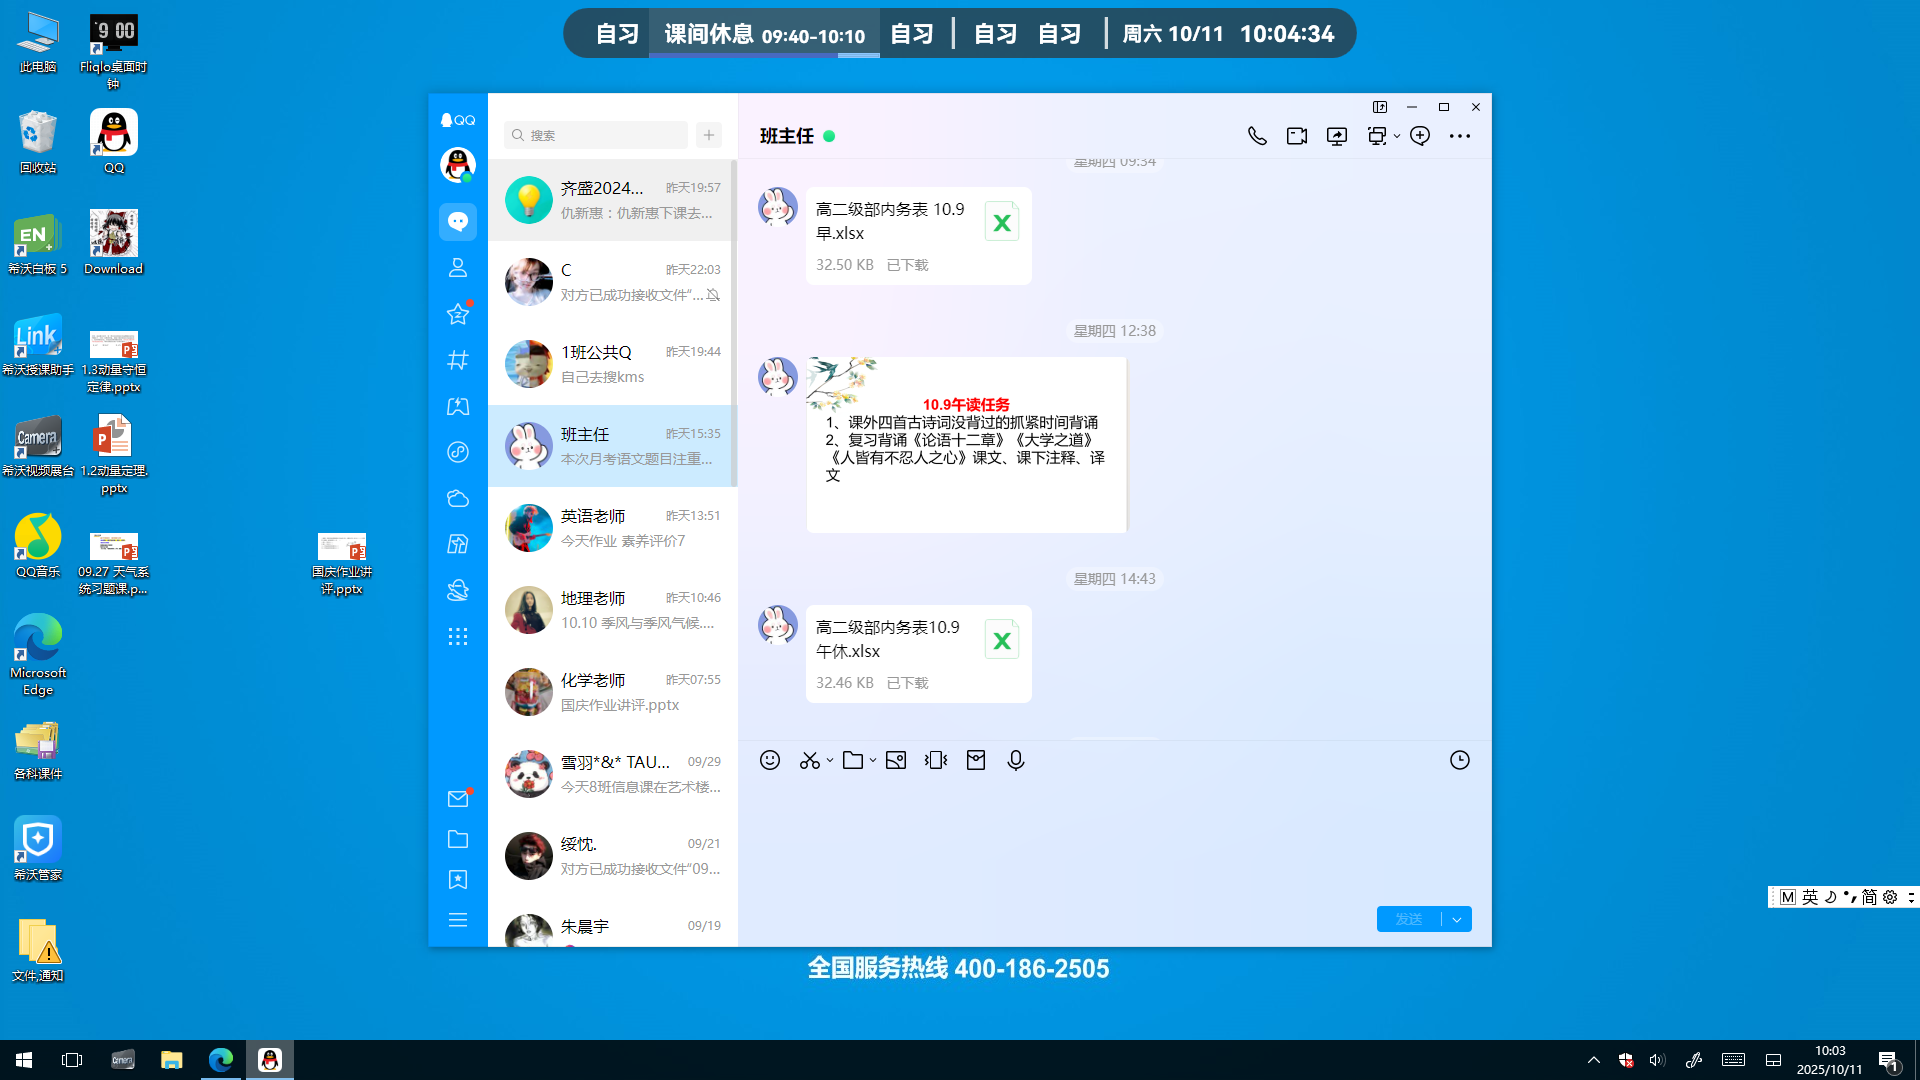 自习
课间休息 09:40-10:10
自习
自习
自习
周六 10/11 10:04:34
此电脑
Fliqlo桌面时钟
回收站
QQ
希沃白板 5
Download
希沃授课助手
1.3动量守恒定律.pptx
希沃视频展台
1.2动量定理.pptx
QQ音乐
09.27 天气系统习题课.p...
国庆作业讲评.pptx
Microsoft Edge
各科课件
希沃管家
文件,通知
QQ
搜索
齐盛2024...
昨天19:57
仇新惠：仇新惠下课去...
C
昨天22:03
对方已成功接收文件“...
1班公共Q
昨天19:44
自己去搜kms
班主任
昨天15:35
本次月考语文题目注重...
英语老师
昨天13:51
今天作业 素养评价7
地理老师
昨天10:46
10.10 季风与季风气候....
化学老师
昨天07:55
国庆作业讲评.pptx
雪羽*&* TAU...
09/29
今天8班信息课在艺术楼...
绥忱.
09/21
对方已成功接收文件“09...
朱晨宇
09/19
班主任
星期四 09:34
高二级部内务表 10.9
早.xlsx
32.50 KB 已下载
星期四 12:38
10.9午读任务
1、课外四首古诗词没背过的抓紧时间背诵
2、复习背诵《论语十二章》《大学之道》
《人皆有不忍人之心》课文、课下注释、译
文
星期四 14:43
高二级部内务表10.9
午休.xlsx
32.46 KB 已下载
发送
全国服务热线 400-186-2505
M 英 简
10:03
2025/10/11
1